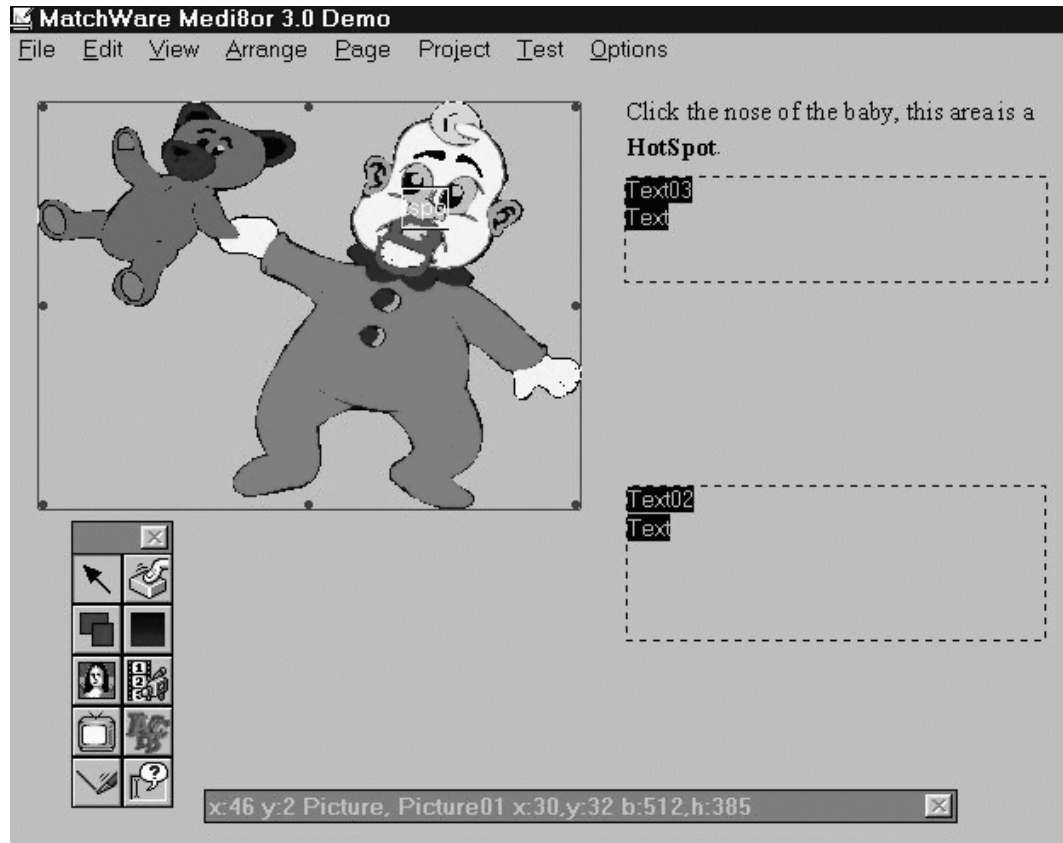 MatchWare Medi8or 3.0 Demo
File Edit View Arrange Page Project Test Options
Click the nose of the baby, this area is a
HotSpot.
Text03
Text
tspo
Text02
Text
x:46 y:2 Picture, Picture01 x:30,y:32 b:512,h:385